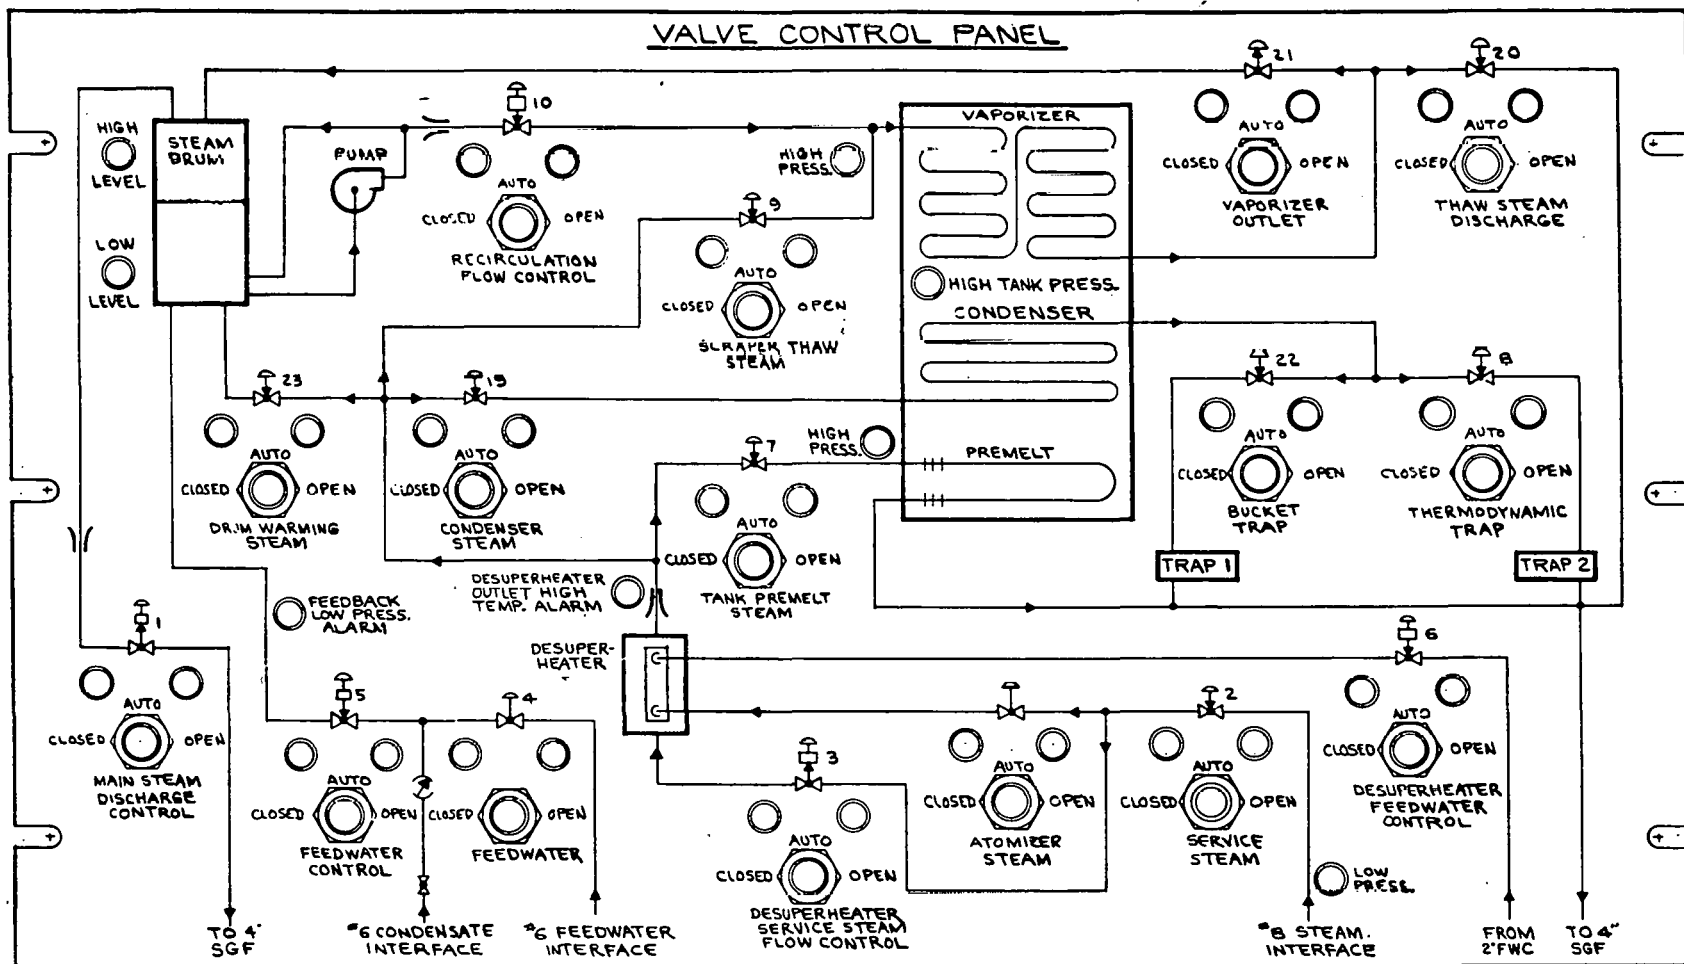 VALVE CONTROL PANEL
21
20
10
HIGH
LEVEL
STEAM
DRUM
PUMP
AUTO
CLOSED
OPEN
RECIRCULATION
FLOW CONTROL
HIGH
PRESS.
VAPORIZER
AUTO
CLOSED
OPEN
VAPORIZER
OUTLET
AUTO
CLOSED
OPEN
THAW STEAM
DISCHARGE
LOW
LEVEL
9
AUTO
CLOSED
OPEN
SCRAPER THAW
STEAM
HIGH TANK PRESS.
CONDENSER
23
19
22
8
AUTO
CLOSED
OPEN
DRUM WARMING
STEAM
AUTO
CLOSED
OPEN
CONDENSER
STEAM
HIGH
PRESS.
7
PREMELT
AUTO
CLOSED
OPEN
BUCKET
TRAP
AUTO
CLOSED
OPEN
THERMODYNAMIC
TRAP
AUTO
CLOSED
OPEN
TANK PREMELT
STEAM
TRAP 1
TRAP 2
DESUPERHEATER
OUTLET HIGH
TEMP. ALARM
FEEDBACK
LOW PRESS.
ALARM
1
DESUPER-
HEATER
6
AUTO
CLOSED
OPEN
MAIN STEAM
DISCHARGE
CONTROL
5
4
2
3
AUTO
CLOSED
OPEN
DESUPERHEATER
FEEDWATER
CONTROL
AUTO
CLOSED
OPEN
FEEDWATER
CONTROL
AUTO
CLOSED
OPEN
FEEDWATER
AUTO
CLOSED
OPEN
DESUPERHEATER
SERVICE STEAM
FLOW CONTROL
AUTO
CLOSED
OPEN
ATOMIZER
STEAM
AUTO
CLOSED
OPEN
SERVICE
STEAM
LOW
PRESS.
TO 4"
SGF
#6 CONDENSATE
INTERFACE
#6 FEEDWATER
INTERFACE
#8 STEAM.
INTERFACE
FROM
2"FWC
TO 4"
SGF